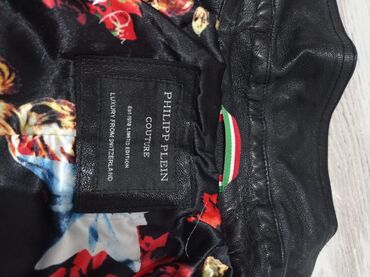 PHILIPP PLEIN
COUTURE
EST 1978 LIMITED EDITION
LUXURY FROM SWITZERLAND